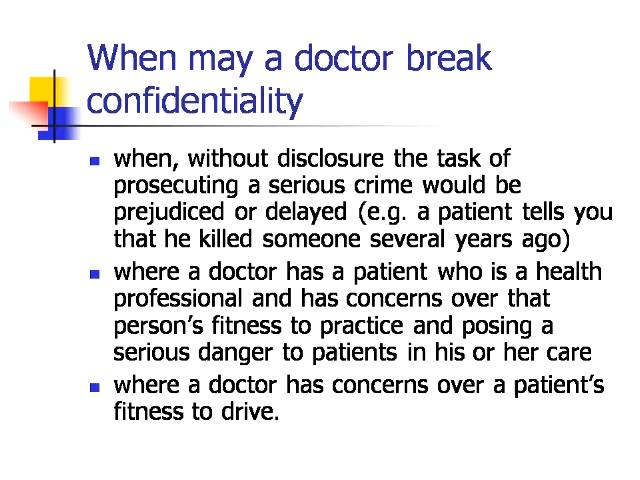 When may a doctor break
confidentiality
when, without disclosure the task of
prosecuting a serious crime would be
prejudiced or delayed (e.g. a patient tells you
that he killed someone several years ago)
where a doctor has a patient who is a health
professional and has concerns over that
person's fitness to practice and posing a
serious danger to patients in his or her care
where a doctor has concerns over a patient's
fitness to drive.